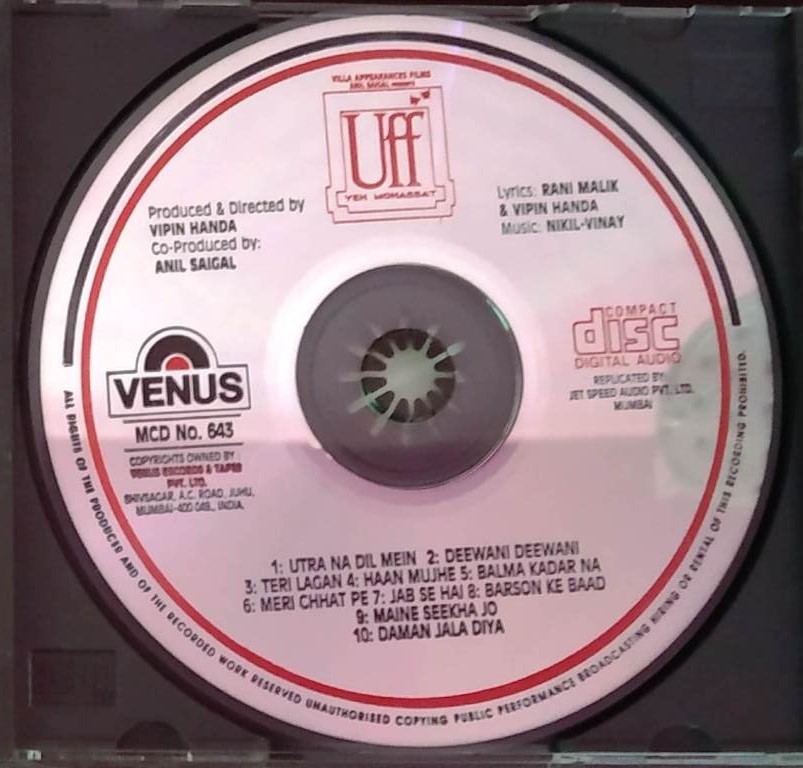 VILLA APPEARANCES FILMS
ANIL SAIGAL PRESENTS
Uff
YEH MOHABBAT
Produced & Directed by
VIPIN HANDA
Co-Produced by:
ANIL SAIGAL
Lyrics: RANI MALIK
& VIPIN HANDA
Music: NIKIL-VINAY
VENUS
MCD No. 643
COPYRIGHTS OWNED BY :
VENUS RECORDS & TAPES
PVT. LTD.
SHIVSAGAR, A.C. ROAD, JUHU,
MUMBAI-400 049., INDIA.
COMPACT
disc
DIGITAL AUDIO
REPLICATED BY:
JET SPEED AUDIO PVT. LTD.
MUMBAI
1: UTRA NA DIL MEIN 2: DEEWANI DEEWANI
3: TERI LAGAN 4: HAAN MUJHE 5: BALMA KADAR NA
6: MERI CHHAT PE 7: JAB SE HAI 8: BARSON KE BAAD
9: MAINE SEEKHA JO
10: DAMAN JALA DIYA
ALL RIGHTS OF THE PRODUCER AND OF THE RECORDED WORK RESERVED UNAUTHORISED COPYING PUBLIC PERFORMANCE BROADCASTING HIRING OR RENTAL OF THIS RECORDING PROHIBITED.